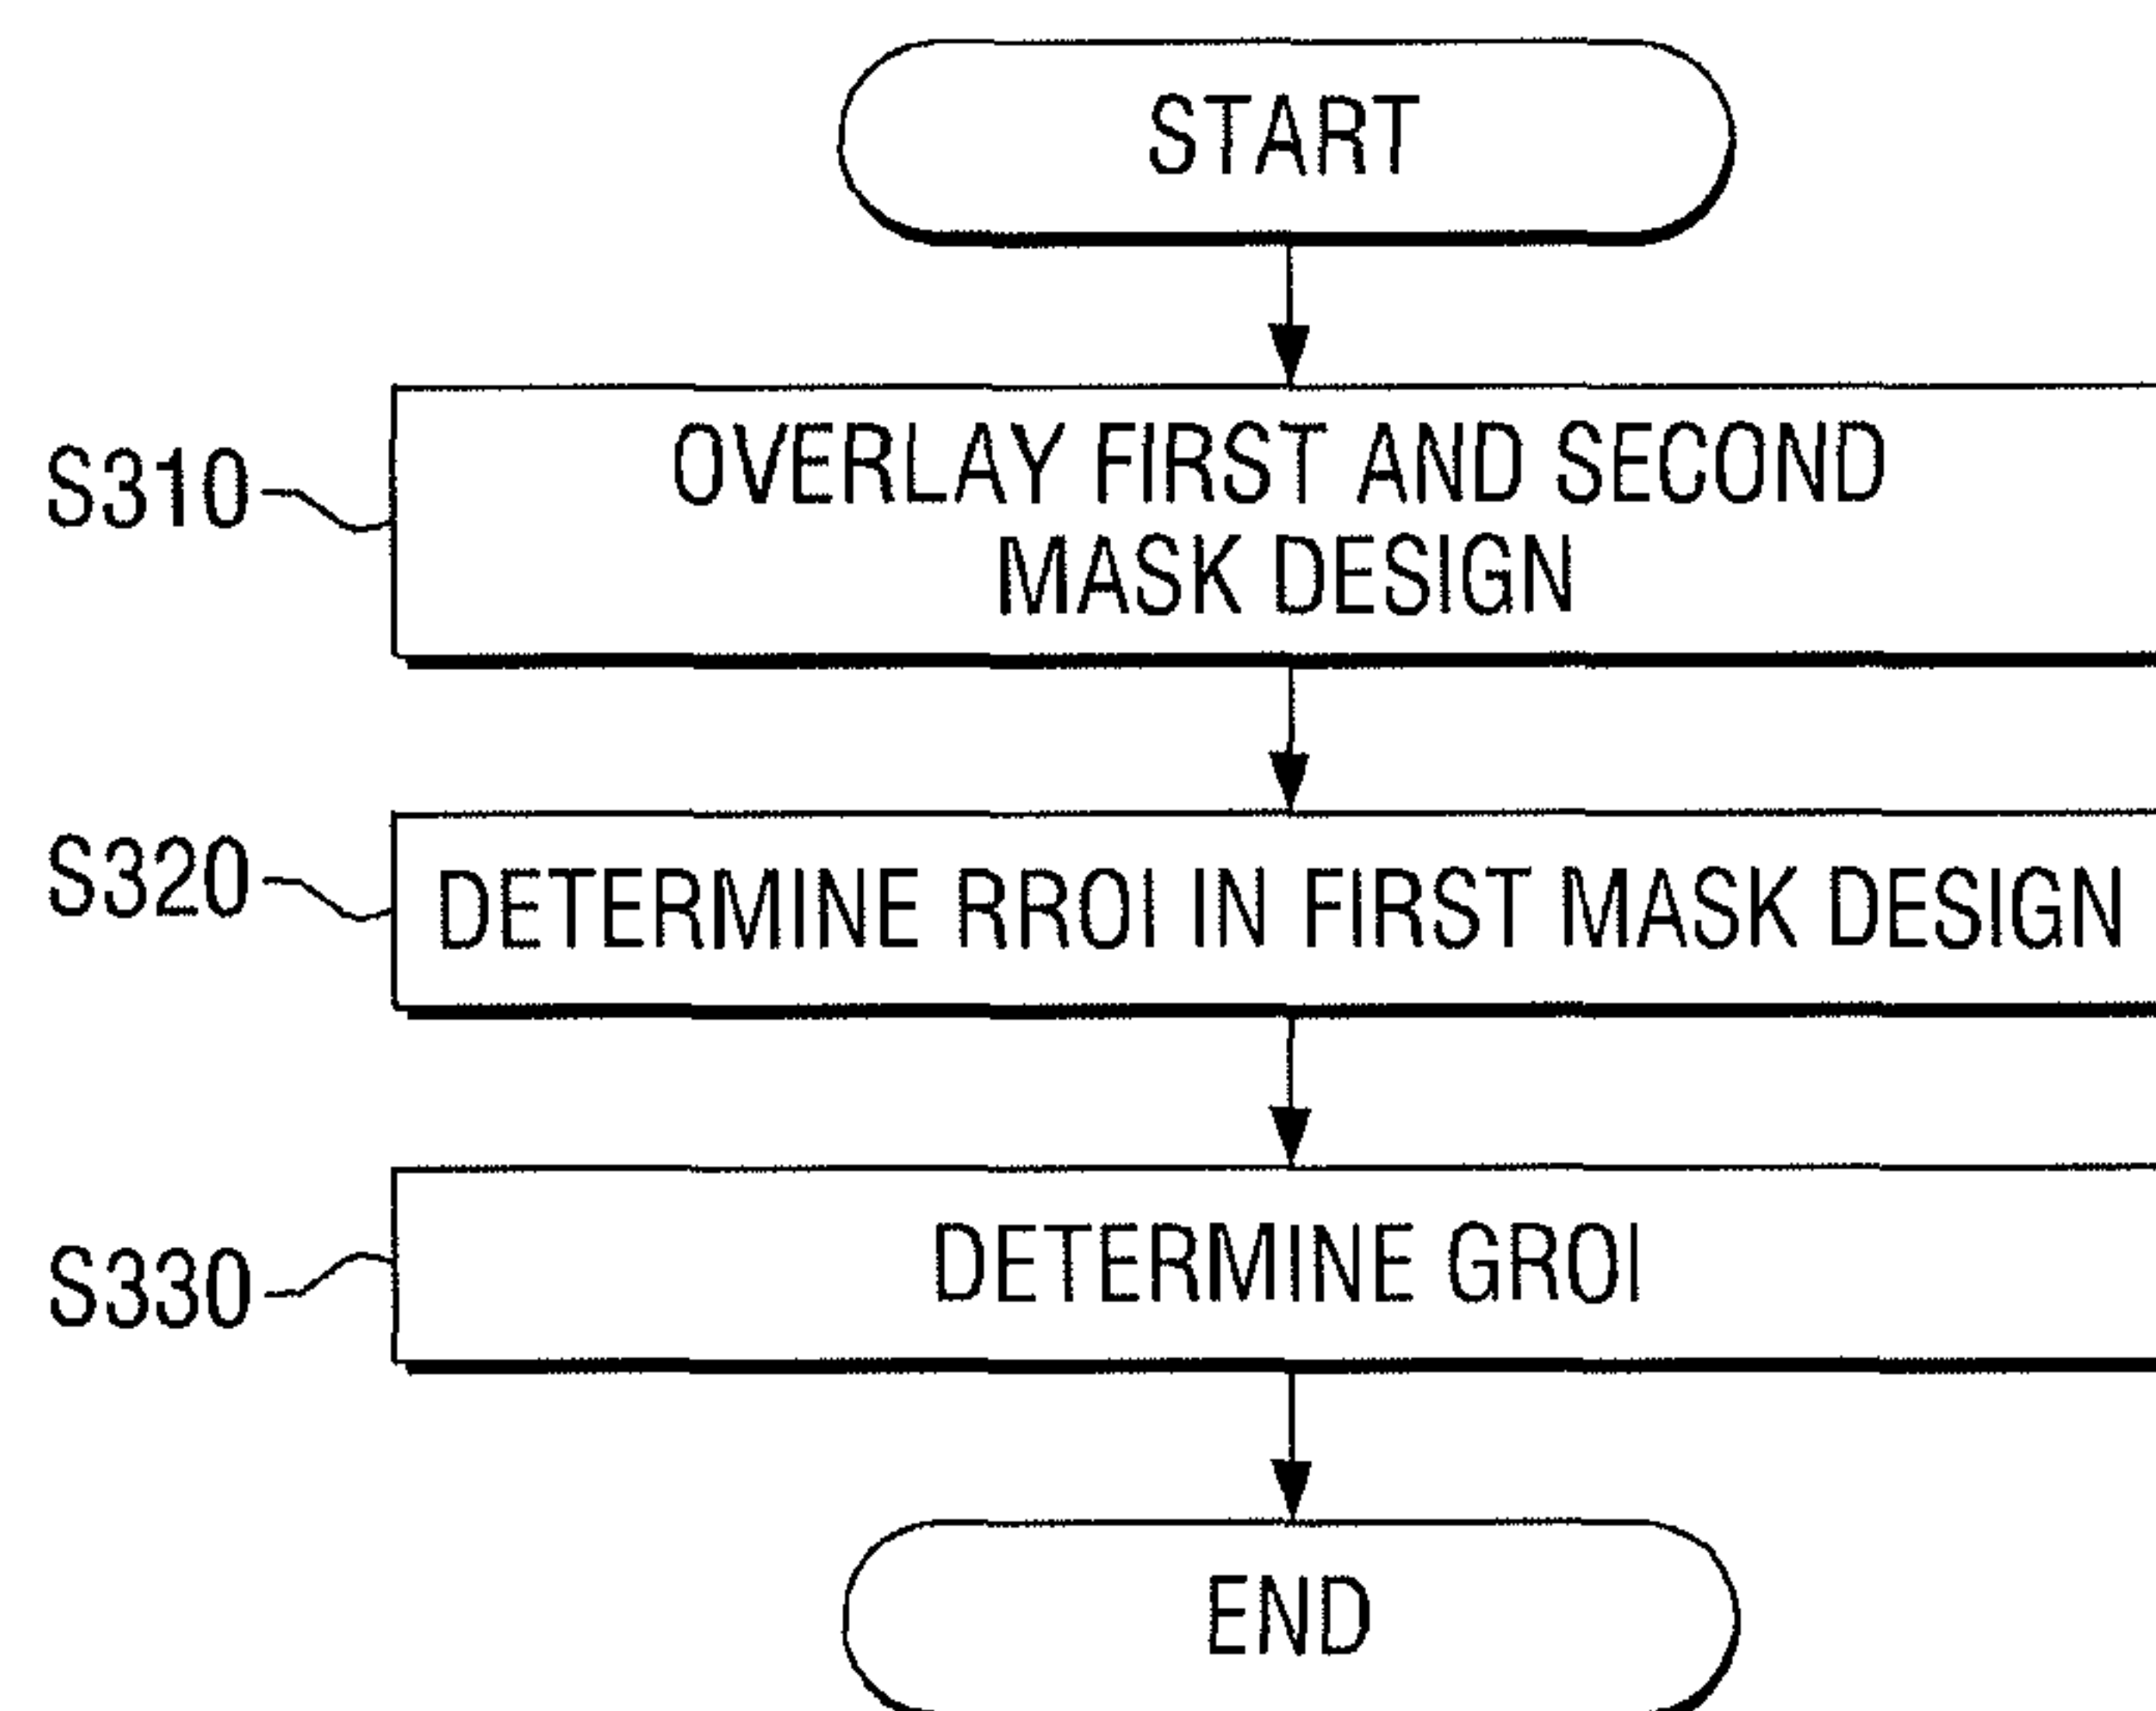 START
S310
OVERLAY FIRST AND SECOND
MASK DESIGN
S320
DETERMINE RROI IN FIRST MASK DESIGN
S330
DETERMINE GROI
END